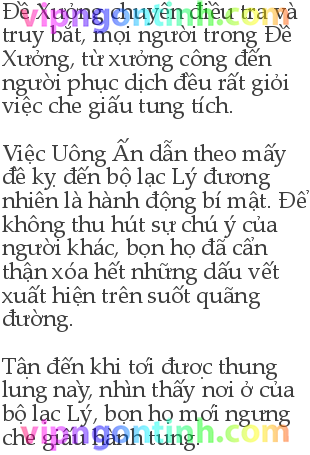 Đề Xưởng chuyên điều tra và
truy bắt, mọi người trong Đề
Xưởng, từ xưởng công đến
người phục dịch đều rất giỏi
việc che giấu tung tích.
Việc Uông Ấn dẫn theo mấy
đề kỵ đến bộ lạc Lý đương
nhiên là hành động bí mật. Để
không thu hút sự chú ý của
người khác, bọn họ đã cẩn
thận xóa hết những dấu vết
xuất hiện trên suốt quãng
đường.
Tận đến khi tới được thung
lung này, nhìn thấy nơi ở của
bộ lạc Lý, bọn họ mới ngưng
che giấu hành tung.
vipngontinh.com
vipngontinh.com